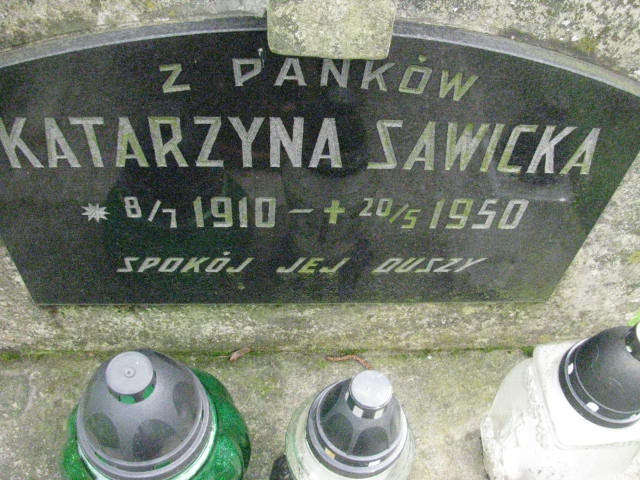 Z PANKÓW
KATARZYNA SAWICKA
* 8/7 1910 – + 20/5 1950
SPOKÓJ JEJ DUSZY